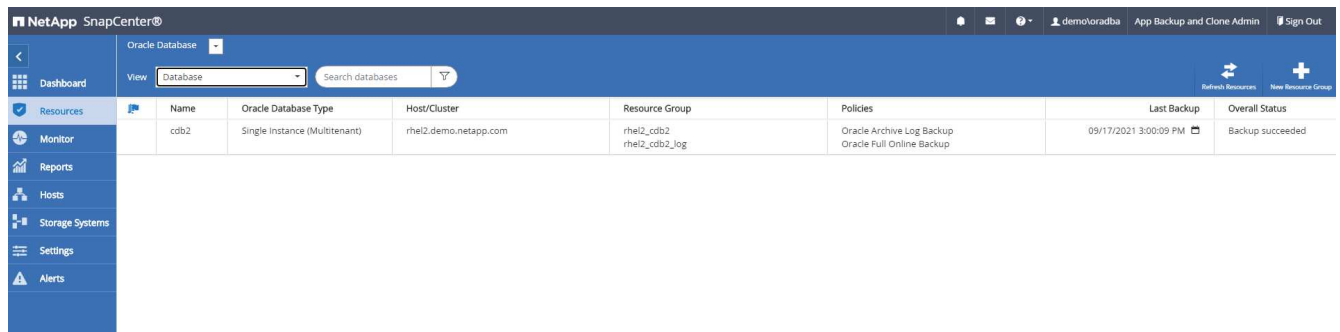 NetApp SnapCenter®
demo\oradba App Backup and Clone Admin Sign Out
Oracle Database
View Database Search databases
Refresh Resources New Resource Group
Dashboard
Resources
Monitor
Reports
Hosts
Storage Systems
Settings
Alerts
Name Oracle Database Type Host/Cluster Resource Group Policies Last Backup Overall Status
cdb2 Single Instance (Multitenant) rhel2.demo.netapp.com rhel2_cdb2 Oracle Archive Log Backup 09/17/2021 3:00:09 PM Backup succeeded
rhel2_cdb2_log Oracle Full Online Backup